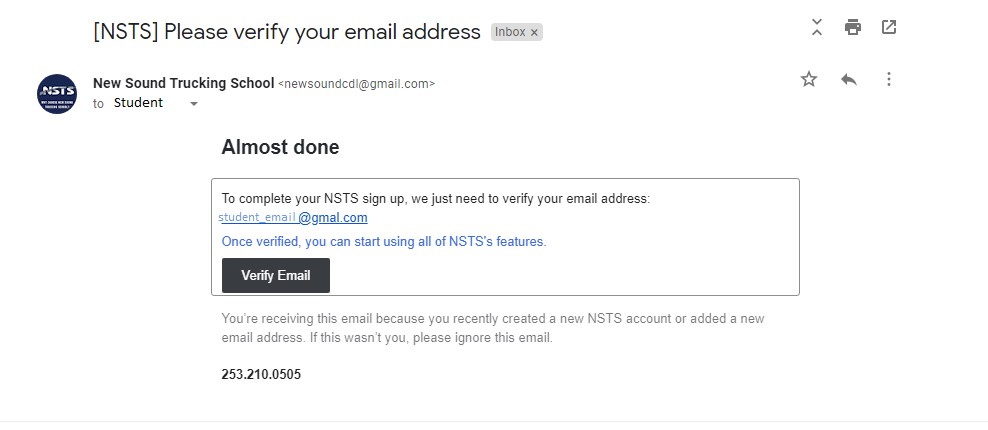 [NSTS] Please verify your email address Inbox ×
NSTS
New Sound Trucking School <newsoundcdl@gmail.com>
to Student
Almost done
To complete your NSTS sign up, we just need to verify your email address:
student_email @gmal.com
Once verified, you can start using all of NSTS's features.
Verify Email
You're receiving this email because you recently created a new NSTS account or added a new
email address. If this wasn't you, please ignore this email.
253.210.0505